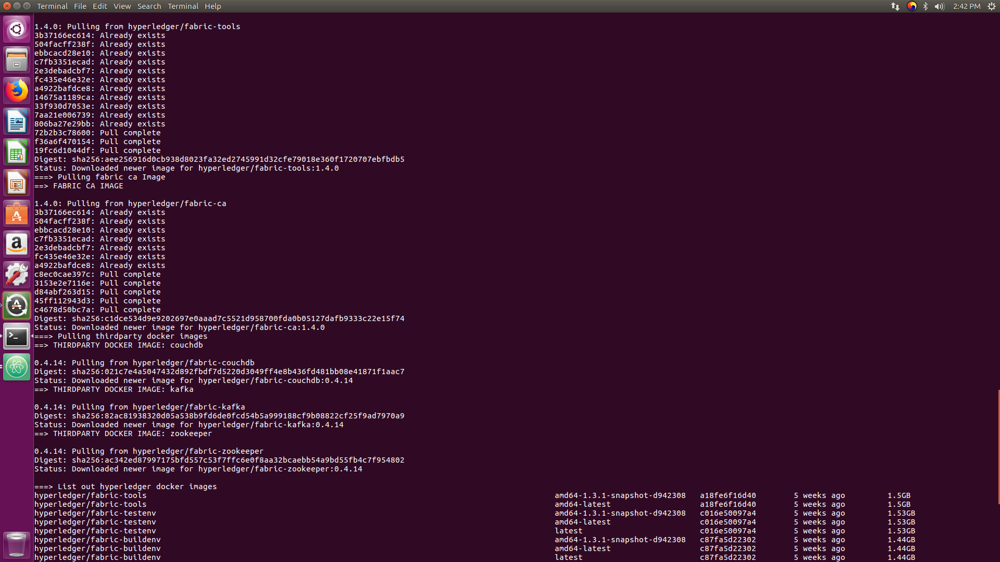 Terminal File Edit View Search Terminal Help 2:42 PM
1.4.0: Pulling from hyperledger/fabric-tools
3b37166ec614: Already exists
504facff238f: Already exists
ebbcacd28e10: Already exists
c7fb3351ecad: Already exists
2e3debadcbf7: Already exists
fc435e46e32e: Already exists
a4922bafdce8: Already exists
14675a1189ca: Already exists
33f930d7053e: Already exists
7aa21e006739: Already exists
806ba27e29bb: Already exists
72b2b3c78600: Pull complete
f36a6f470154: Pull complete
19fc6d1044df: Pull complete
Digest: sha256:aee256916d0cb938d8023fa32ed2745991d32cfe79018e360f1720707ebfbdb5
Status: Downloaded newer image for hyperledger/fabric-tools:1.4.0
===> Pulling fabric ca Image
==> FABRIC CA IMAGE
1.4.0: Pulling from hyperledger/fabric-ca
3b37166ec614: Already exists
504facff238f: Already exists
ebbcacd28e10: Already exists
c7fb3351ecad: Already exists
2e3debadcbf7: Already exists
fc435e46e32e: Already exists
a4922bafdce8: Already exists
c8ec0cae397c: Pull complete
3153e2e7116e: Pull complete
d84abf263d15: Pull complete
45ff112943d3: Pull complete
c4678d50bc7a: Pull complete
Digest: sha256:c1dce534d9e9202697e0aaad7c5521d958700fda0b05127dafb9333c22e15f74
Status: Downloaded newer image for hyperledger/fabric-ca:1.4.0
===> Pulling thirdparty docker images
==> THIRDPARTY DOCKER IMAGE: couchdb
0.4.14: Pulling from hyperledger/fabric-couchdb
Digest: sha256:021c7e4a5047432d892fbdf7d5220d3049ff4e8b436fd481bb08e41871f1aac7
Status: Downloaded newer image for hyperledger/fabric-couchdb:0.4.14
==> THIRDPARTY DOCKER IMAGE: kafka
0.4.14: Pulling from hyperledger/fabric-kafka
Digest: sha256:82ac81938320d05a538b9fd6de0fcd54b5a999188cf9b08822cf25f9ad7970a9
Status: Downloaded newer image for hyperledger/fabric-kafka:0.4.14
==> THIRDPARTY DOCKER IMAGE: zookeeper
0.4.14: Pulling from hyperledger/fabric-zookeeper
Digest: sha256:ac342ed87997175bfd557c53f7ffc6e0f8aa32bcaebb54a9bd55fb4c7f954802
Status: Downloaded newer image for hyperledger/fabric-zookeeper:0.4.14
===> List out hyperledger docker images
hyperledger/fabric-tools amd64-1.3.1-snapshot-d942308 a18fe6f16d40 5 weeks ago 1.5GB
hyperledger/fabric-tools amd64-latest a18fe6f16d40 5 weeks ago 1.5GB
hyperledger/fabric-testenv amd64-1.3.1-snapshot-d942308 c016e50097a4 5 weeks ago 1.53GB
hyperledger/fabric-testenv amd64-latest c016e50097a4 5 weeks ago 1.53GB
hyperledger/fabric-testenv latest c016e50097a4 5 weeks ago 1.53GB
hyperledger/fabric-buildenv amd64-1.3.1-snapshot-d942308 c87fa5d22302 5 weeks ago 1.44GB
hyperledger/fabric-buildenv amd64-latest c87fa5d22302 5 weeks ago 1.44GB
hyperledger/fabric-buildenv latest c87fa5d22302 5 weeks ago 1.44GB